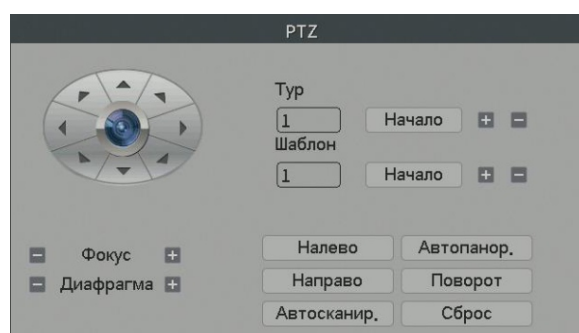 PTZ
Тур
1 Начало + −
Шаблон
1 Начало + −
− Фокус +
− Диафрагма +
Налево Автопанор.
Направо Поворот
Автосканир. Сброс